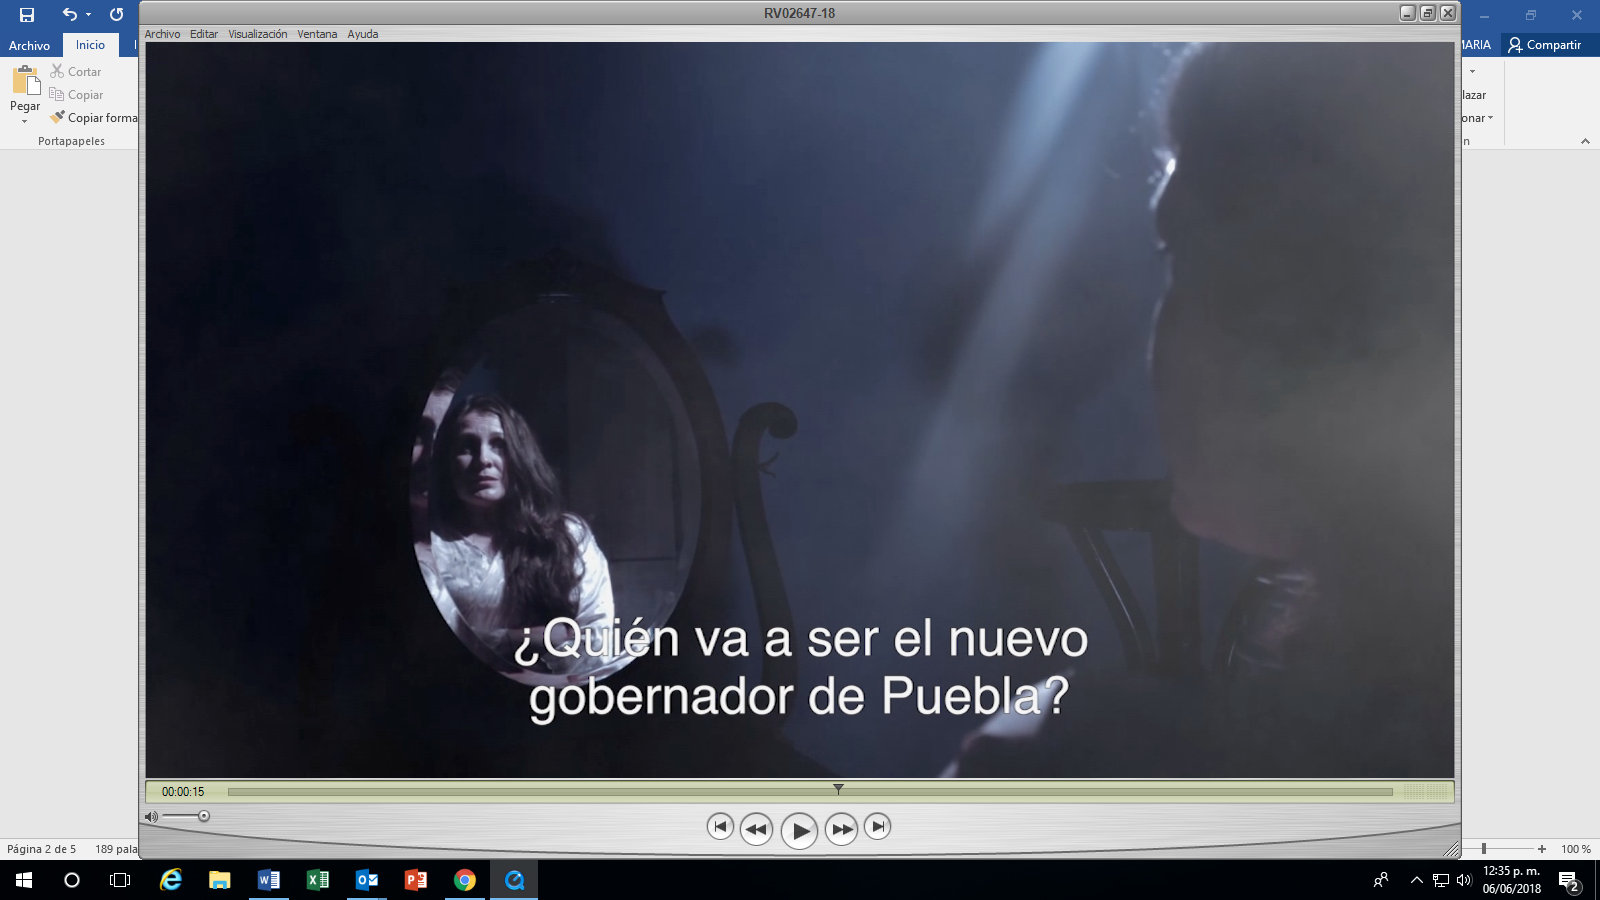 RV02647-18
Archivo Editar Visualización Ventana Ayuda
Archivo Inicio
MARIA Compartir
Pegar
Cortar
Copiar
Copiar forma
Portapapeles
lazar
onar
n
¿Quién va a ser el nuevo
gobernador de Puebla?
00:00:15
Página 2 de 5 189 pala
100 %
12:35 p. m.
06/06/2018
2